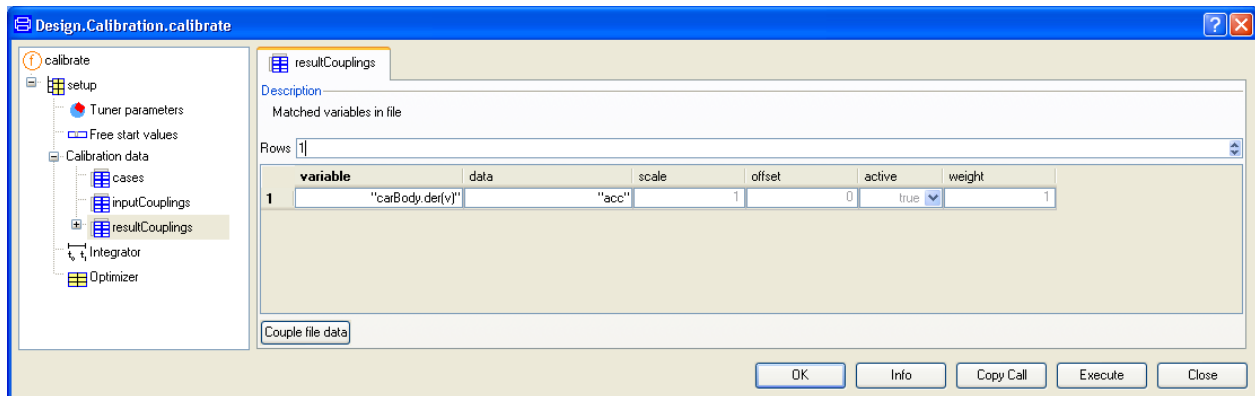 Design.Calibration.calibrate
calibrate
setup
Tuner parameters
Free start values
Calibration data
cases
inputCouplings
resultCouplings
Integrator
Optimizer
resultCouplings
Description
Matched variables in file
Rows 1
variable data scale offset active weight
1 "carBody.der(v)" "acc" 1 0 true 1
Couple file data
OK Info Copy Call Execute Close